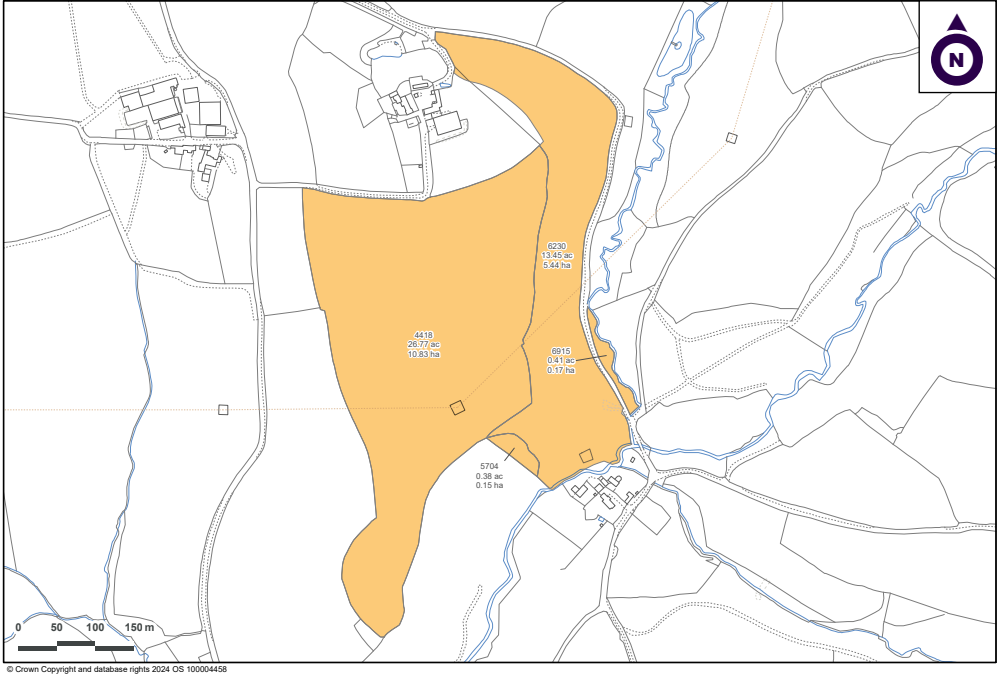 N
6230
13.45 ac
5.44 ha
4418
26.77 ac
10.83 ha
6915
0.41 ac
0.17 ha
5704
0.38 ac
0.15 ha
0 50 100 150 m
© Crown Copyright and database rights 2024 OS 100004458